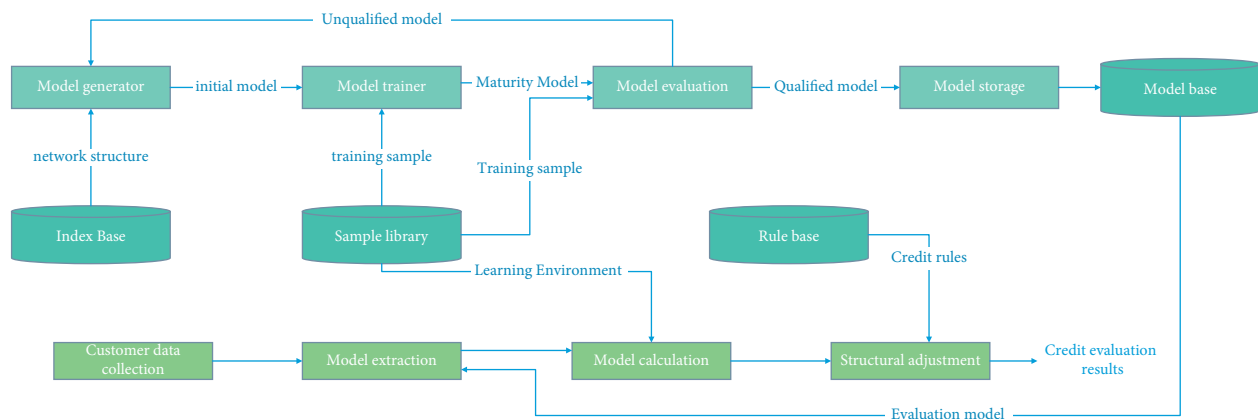 Unqualified model
Model generator
initial model
Model trainer
Maturity Model
Model evaluation
Qualified model
Model storage
Model base
network structure
training sample
Training sample
Index Base
Sample library
Rule base
Learning Environment
Credit rules
Customer data
collection
Model extraction
Model calculation
Structural adjustment
Credit evaluation
results
Evaluation model